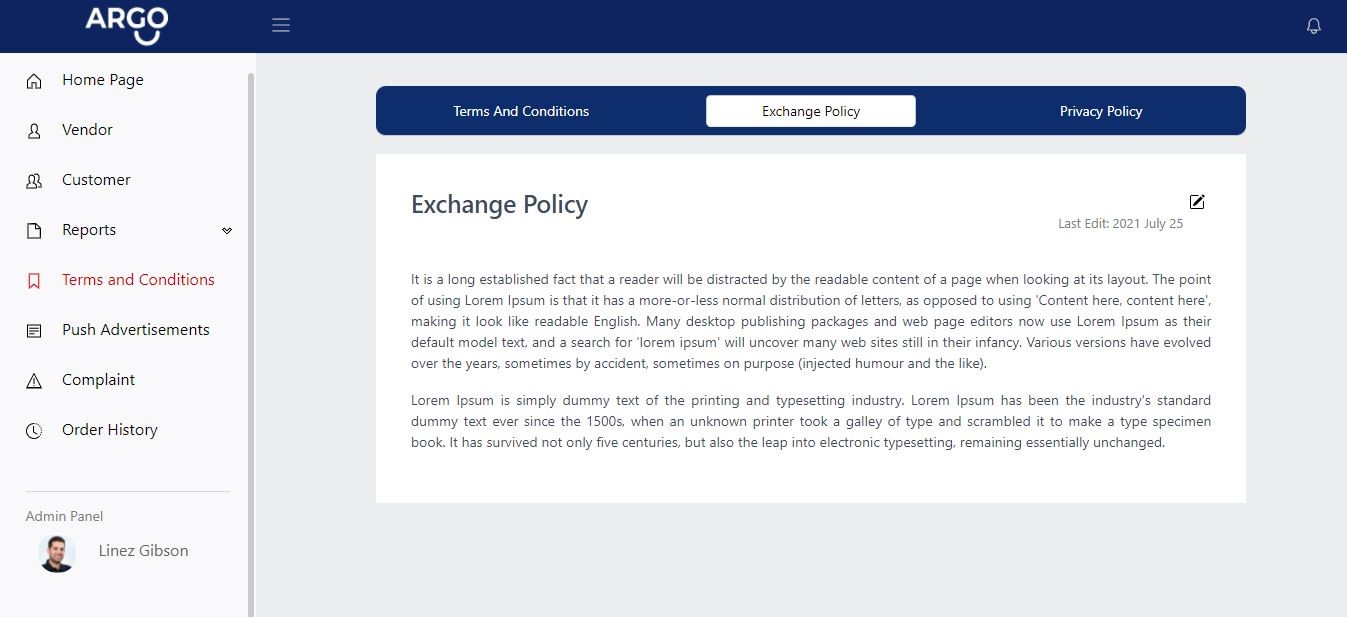 ARGO
Home Page
Vendor
Customer
Reports
Terms and Conditions
Push Advertisements
Complaint
Order History
Admin Panel
Linez Gibson
Terms And Conditions
Exchange Policy
Privacy Policy
Exchange Policy
Last Edit: 2021 July 25
It is a long established fact that a reader will be distracted by the readable content of a page when looking at its layout. The point
of using Lorem Ipsum is that it has a more-or-less normal distribution of letters, as opposed to using 'Content here, content here',
making it look like readable English. Many desktop publishing packages and web page editors now use Lorem Ipsum as their
default model text, and a search for 'lorem ipsum' will uncover many web sites still in their infancy. Various versions have evolved
over the years, sometimes by accident, sometimes on purpose (injected humour and the like).
Lorem Ipsum is simply dummy text of the printing and typesetting industry. Lorem Ipsum has been the industry's standard
dummy text ever since the 1500s, when an unknown printer took a galley of type and scrambled it to make a type specimen
book. It has survived not only five centuries, but also the leap into electronic typesetting, remaining essentially unchanged.